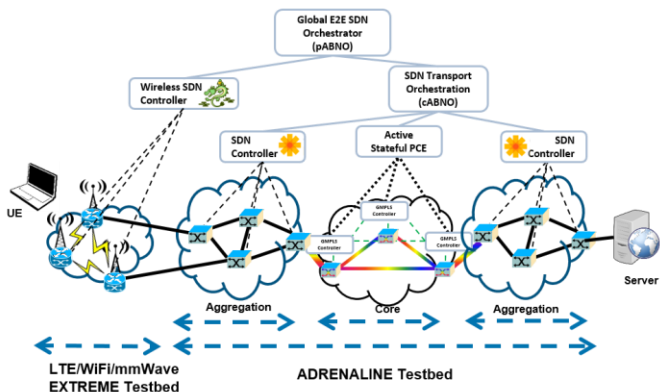 Global E2E SDN
Orchestrator
(pABNO)
Wireless SDN
Controller
SDN Transport
Orchestration
(cABNO)
SDN
Controller
Active
Stateful PCE
SDN
Controller
UE
GMPLS
Controller
GMPLS
Controller
GMPLS
Controller
Server
Aggregation
Core
Aggregation
LTE/WiFi/mmWave
EXTREME Testbed
ADRENALINE Testbed